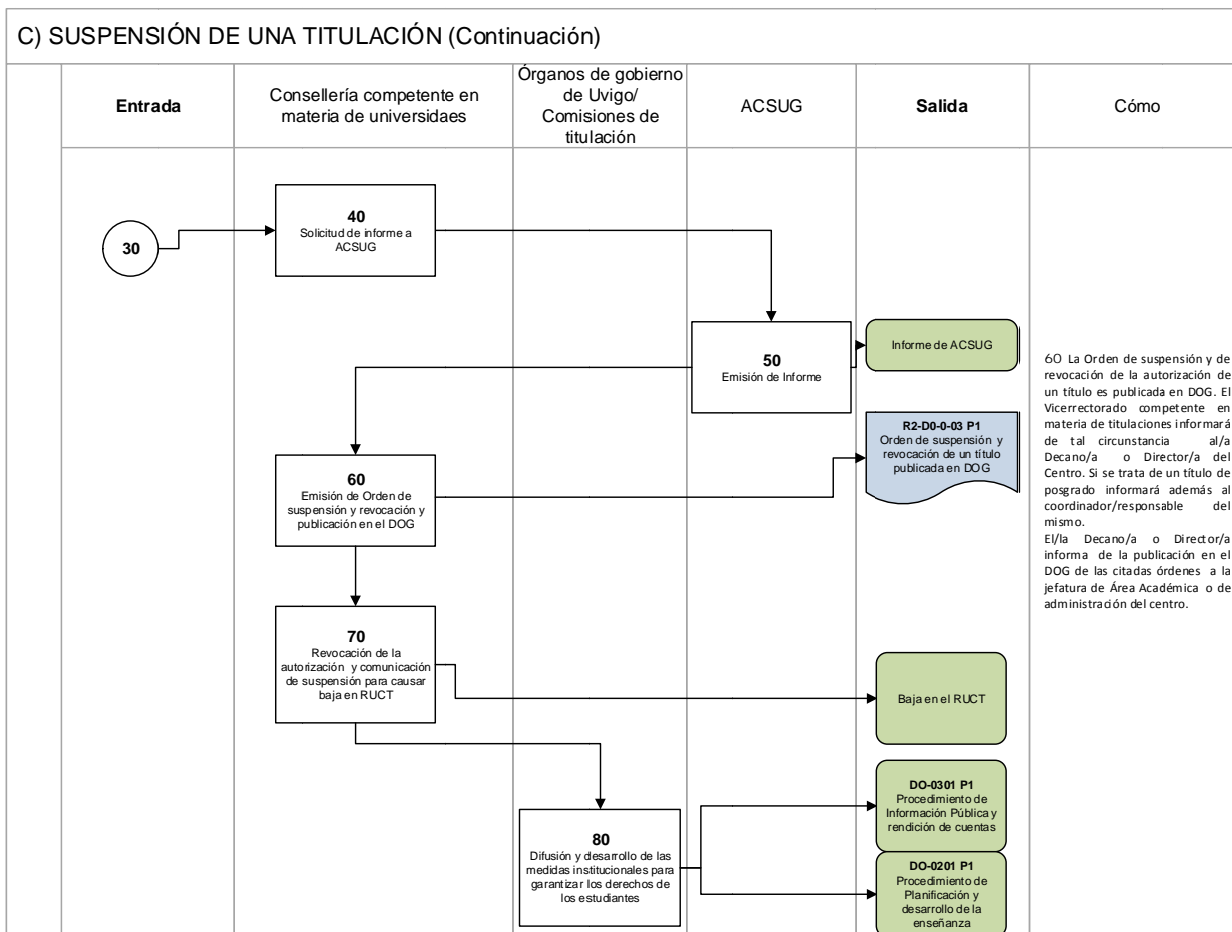 C) SUSPENSIÓN DE UNA TITULACIÓN (Continuación)
Entrada
Consellería competente en
materia de universidaes
Órganos de gobierno
de Uvigo/
Comisiones de
titulación
ACSUG
Salida
Cómo
30
40
Solicitud de informe a
ACSUG
50
Emisión de Informe
Informe de ACSUG
R2-D0-0-03 P1
Orden de suspensión y
revocación de un título
publicada en DOG
60
Emisión de Orden de
suspensión y revocación y
publicación en el DOG
60 La Orden de suspensión y de
revocación de la autorización de
un título es publicada en DOG. El
Vicerrectorado competente en
materia de titulaciones informará
de tal circunstancia al/a
Decano/a o Director/a del
Centro. Si se trata de un título de
posgrado informará además al
coordinador/responsable del
mismo.
El/la Decano/a o Director/a
informa de la publicación en el
DOG de las citadas órdenes a la
jefatura de Área Académica o de
administración del centro.
70
Revocación de la
autorización y comunicación
de suspensión para causar
baja en RUCT
Baja en el RUCT
80
Difusión y desarrollo de las
medidas institucionales para
garantizar los derechos de
los estudiantes
DO-0301 P1
Procedimiento de
Información Pública y
rendición de cuentas
DO-0201 P1
Procedimiento de
Planificación y
desarrollo de la
enseñanza